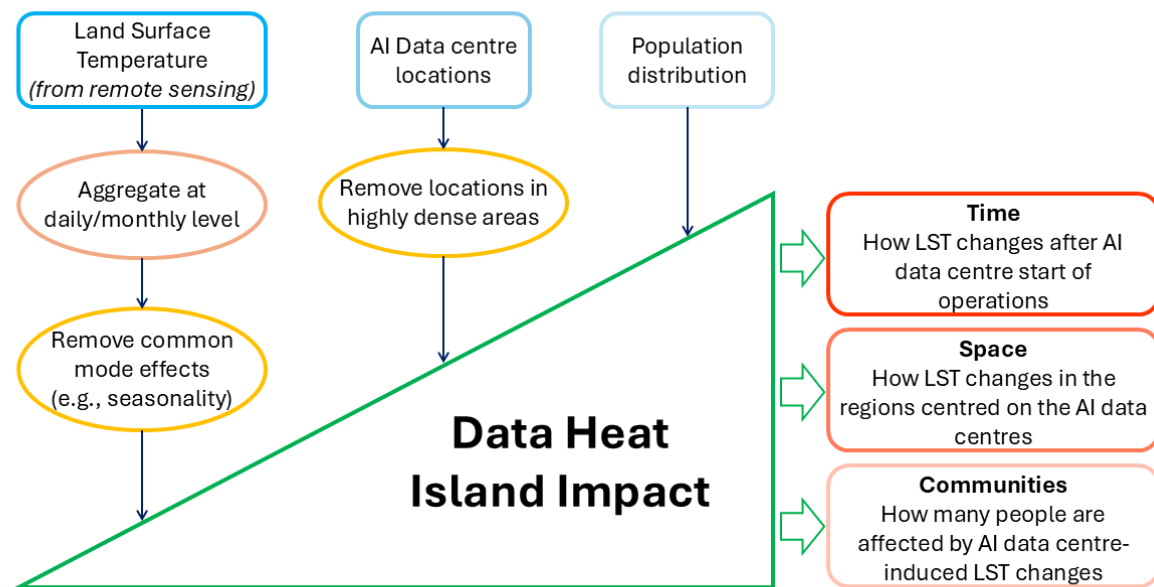 Land Surface
Temperature
(from remote sensing)
AI Data centre
locations
Population
distribution
Aggregate at
daily/monthly level
Remove locations in
highly dense areas
Remove common
mode effects
(e.g., seasonality)
Data Heat
Island Impact
Time
How LST changes after AI
data centre start of
operations
Space
How LST changes in the
regions centred on the AI data
centres
Communities
How many people are
affected by AI data centre-
induced LST changes